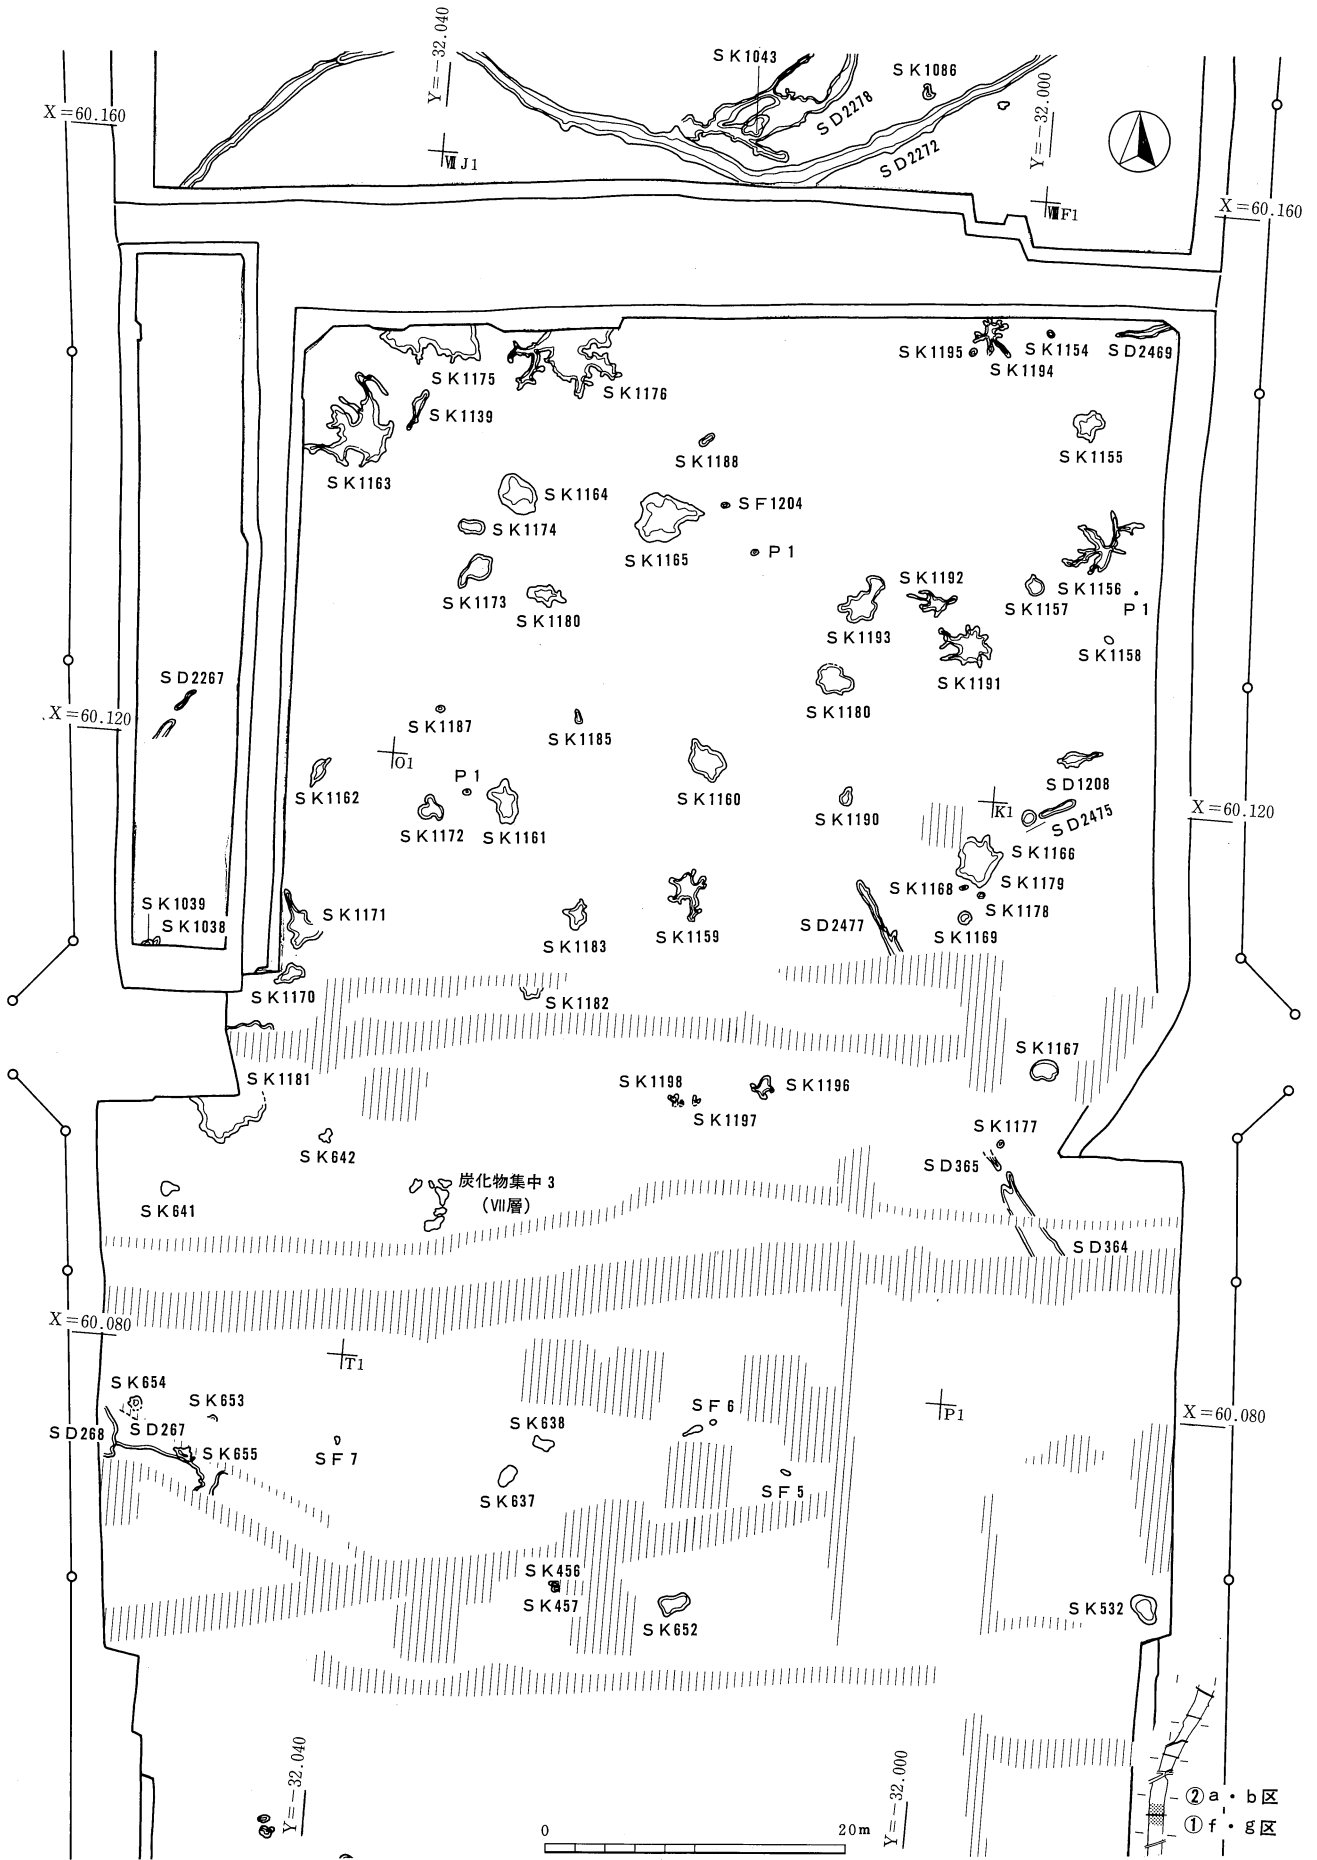 Y=-32.040
SK1043
SK1086
Y=-32.000
X=60.160
SD2278
SD2272
ⅦJ1
ⅧF1
X=60.160
SK1175
SK1176
SK1195
SK1194
SK1154
SD2469
SK1139
SK1163
SK1188
SK1155
SK1164
SF1204
SK1174
SK1165
P1
SK1173
SK1180
SK1192
SK1156
SK1157
P1
SK1193
SK1158
SD2267
SK1191
SK1180
X=60.120
SK1187
SK1185
O1
P1
SK1162
SK1160
SD1208
X=60.120
SK1172
SK1161
SK1190
K1
SD2475
SK1166
SK1168
SK1179
SK1178
SK1039
SK1038
SK1171
SK1183
SK1159
SD2477
SK1169
SK1170
SK1182
SK1167
SK1181
SK1198
SK1196
SK1197
SK1177
SK642
SD365
炭化物集中3
(Ⅶ層)
SK641
SD364
X=60.080
T1
SK654
SK653
SF6
P1
X=60.080
SD268
SD267
SK655
SF7
SK638
SK637
SF5
SK456
SK457
SK652
SK532
Y=-32.040
Y=-32.000
0
20m
②a・b区
①f・g区